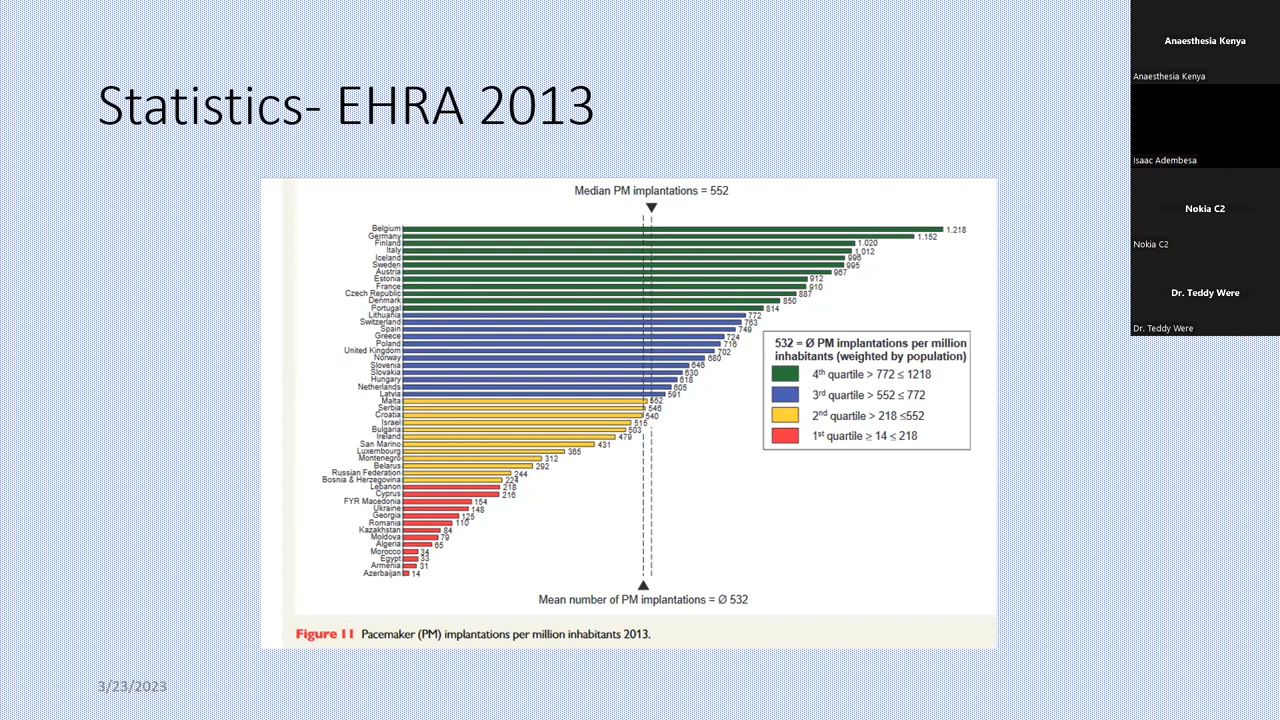 Statistics- EHRA 2013
Median PM implantations = 552
Belgium 1.218
Germany 1.152
Finland 1.020
Italy 1,012
Iceland 996
Sweden 995
Austria 967
Estonia 912
France 910
Czech Republic 887
Denmark 850
Portugal 814
Lithuania 772
Switzerland 763
Spain 749
Greece 724
Poland 716
United Kingdom 702
Norway 680
Slovenia 646
Slovakia 630
Hungary 618
Netherlands 605
Latvia 591
Malta 552
Serbia 546
Croatia 540
Israel 515
Bulgaria 503
Ireland 479
San Marino 431
Luxembourg 365
Montenegro 312
Belarus 292
Russian Federation 244
Bosnia & Herzegovina 224
Lebanon 218
Cyprus 216
FYR Macedonia 154
Ukraine 148
Georgia 125
Romania 110
Kazakhstan 84
Moldova 79
Algeria 65
Morocco 34
Egypt 33
Armenia 31
Azerbaijan 14
532 = Ø PM implantations per million
inhabitants (weighted by population)
4th quartile > 772 ≤ 1218
3rd quartile > 552 ≤ 772
2nd quartile > 218 ≤552
1st quartile ≥ 14 ≤ 218
Mean number of PM implantations = Ø 532
Figure 11 Pacemaker (PM) implantations per million inhabitants 2013.
3/23/2023
Anaesthesia Kenya
Anaesthesia Kenya
Isaac Adembesa
Nokia C2
Nokia C2
Dr. Teddy Were
Dr. Teddy Were